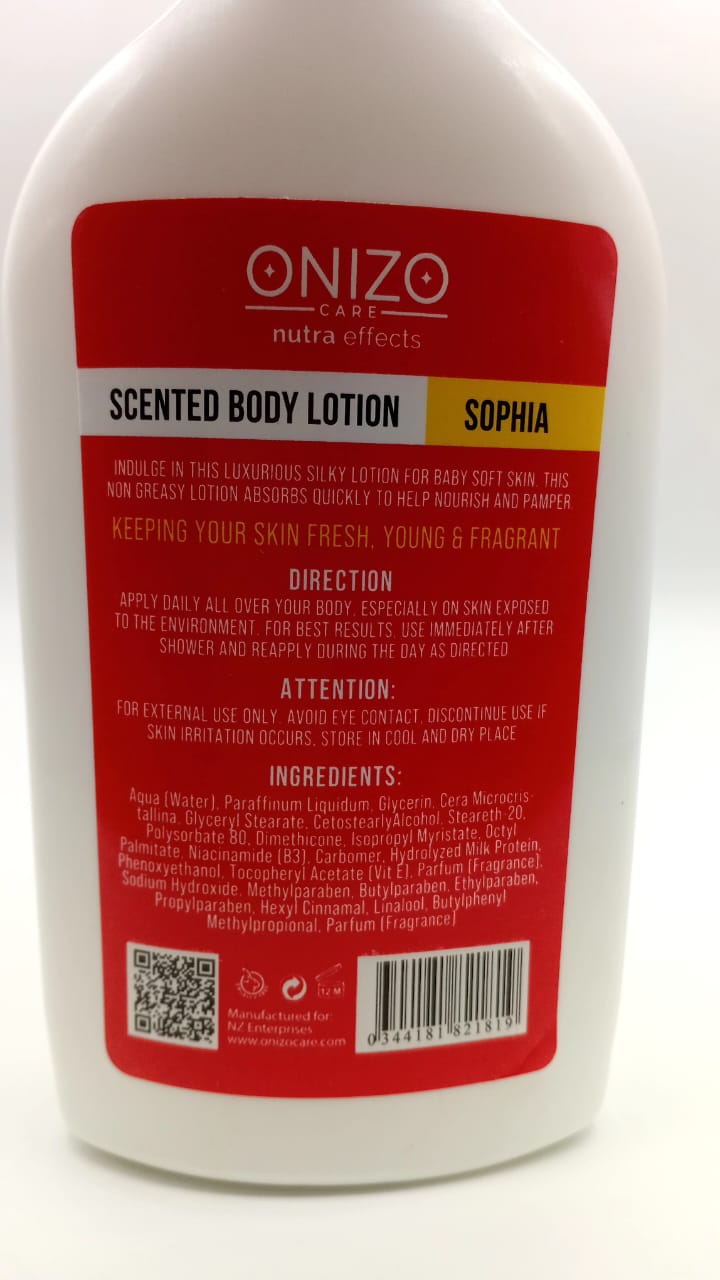 ONIZO
CARE
nutra effects
SCENTED BODY LOTION
SOPHIA
INDULGE IN THIS LUXURIOUS SILKY LOTION FOR BABY SOFT SKIN. THIS
NON GREASY LOTION ABSORBS QUICKLY TO HELP NOURISH AND PAMPER.
KEEPING YOUR SKIN FRESH, YOUNG & FRAGRANT
DIRECTION
APPLY DAILY ALL OVER YOUR BODY, ESPECIALLY ON SKIN EXPOSED
TO THE ENVIRONMENT. FOR BEST RESULTS, USE IMMEDIATELY AFTER
SHOWER AND REAPPLY DURING THE DAY AS DIRECTED
ATTENTION:
FOR EXTERNAL USE ONLY. AVOID EYE CONTACT, DISCONTINUE USE IF
SKIN IRRITATION OCCURS, STORE IN COOL AND DRY PLACE
INGREDIENTS:
Aqua (Water), Paraffinum Liquidum, Glycerin, Cera Microcris-
tallina, Glyceryl Stearate, CetostearlyAlcohol, Steareth-20,
Polysorbate 80, Dimethicone, Isopropyl Myristate, Octyl
Palmitate, Niacinamide (B3), Carbomer, Hydrolyzed Milk Protein,
Phenoxyethanol, Tocopheryl Acetate (Vit E), Parfum (Fragrance),
Sodium Hydroxide, Methylparaben, Butylparaben, Ethylparaben,
Propylparaben, Hexyl Cinnamal, Linalool, Butylphenyl
Methylpropional, Parfum (Fragrance)
12 M
Manufactured for:
NZ Enterprises
www.onizocare.com
0 344181 821819